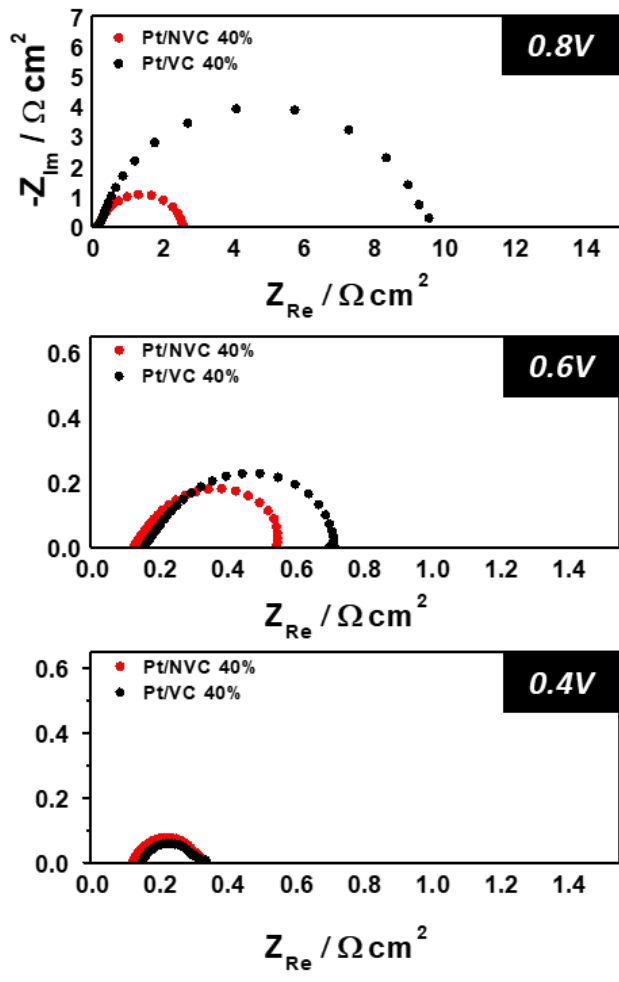 7
6
5
4
3
2
1
0
-Z_Im / Ω cm²
Pt/NVC 40%
Pt/VC 40%
0.8V
0 2 4 6 8 10 12 14
Z_Re / Ω cm²
0.6
0.4
0.2
0.0
Pt/NVC 40%
Pt/VC 40%
0.6V
0.0 0.2 0.4 0.6 0.8 1.0 1.2 1.4
Z_Re / Ω cm²
0.6
0.4
0.2
0.0
Pt/NVC 40%
Pt/VC 40%
0.4V
0.0 0.2 0.4 0.6 0.8 1.0 1.2 1.4
Z_Re / Ω cm²